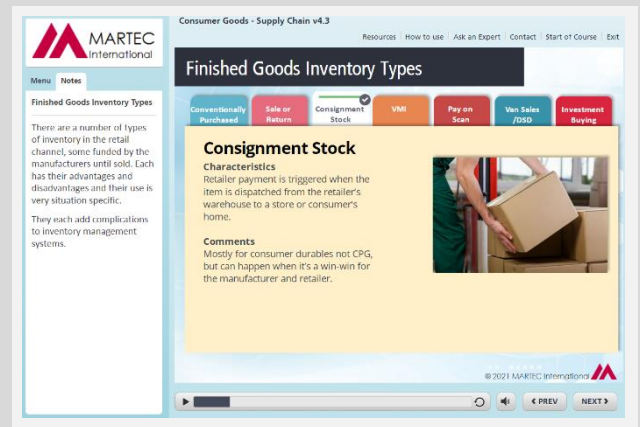 MARTEC
International
Consumer Goods - Supply Chain v4.3
Resources How to use Ask an Expert Contact Start of Course Exit
Menu Notes
Finished Goods Inventory Types
There are a number of types
of inventory in the retail
channel, some funded by the
manufacturers until sold. Each
has their advantages and
disadvantages and their use is
very situation specific.
They each add complications
to inventory management
systems.
Finished Goods Inventory Types
Conventionally
Purchased
Sale or
Return
Consignment
Stock
VMI
Pay on
Scan
Van Sales
/DSD
Investment
Buying
Consignment Stock
Characteristics
Retailer payment is triggered when the
item is dispatched from the retailer's
warehouse to a store or consumer's
home.
Comments
Mostly for consumer durables not CPG,
but can happen when it's a win-win for
the manufacturer and retailer.
© 2021 MARTEC International
PREV NEXT